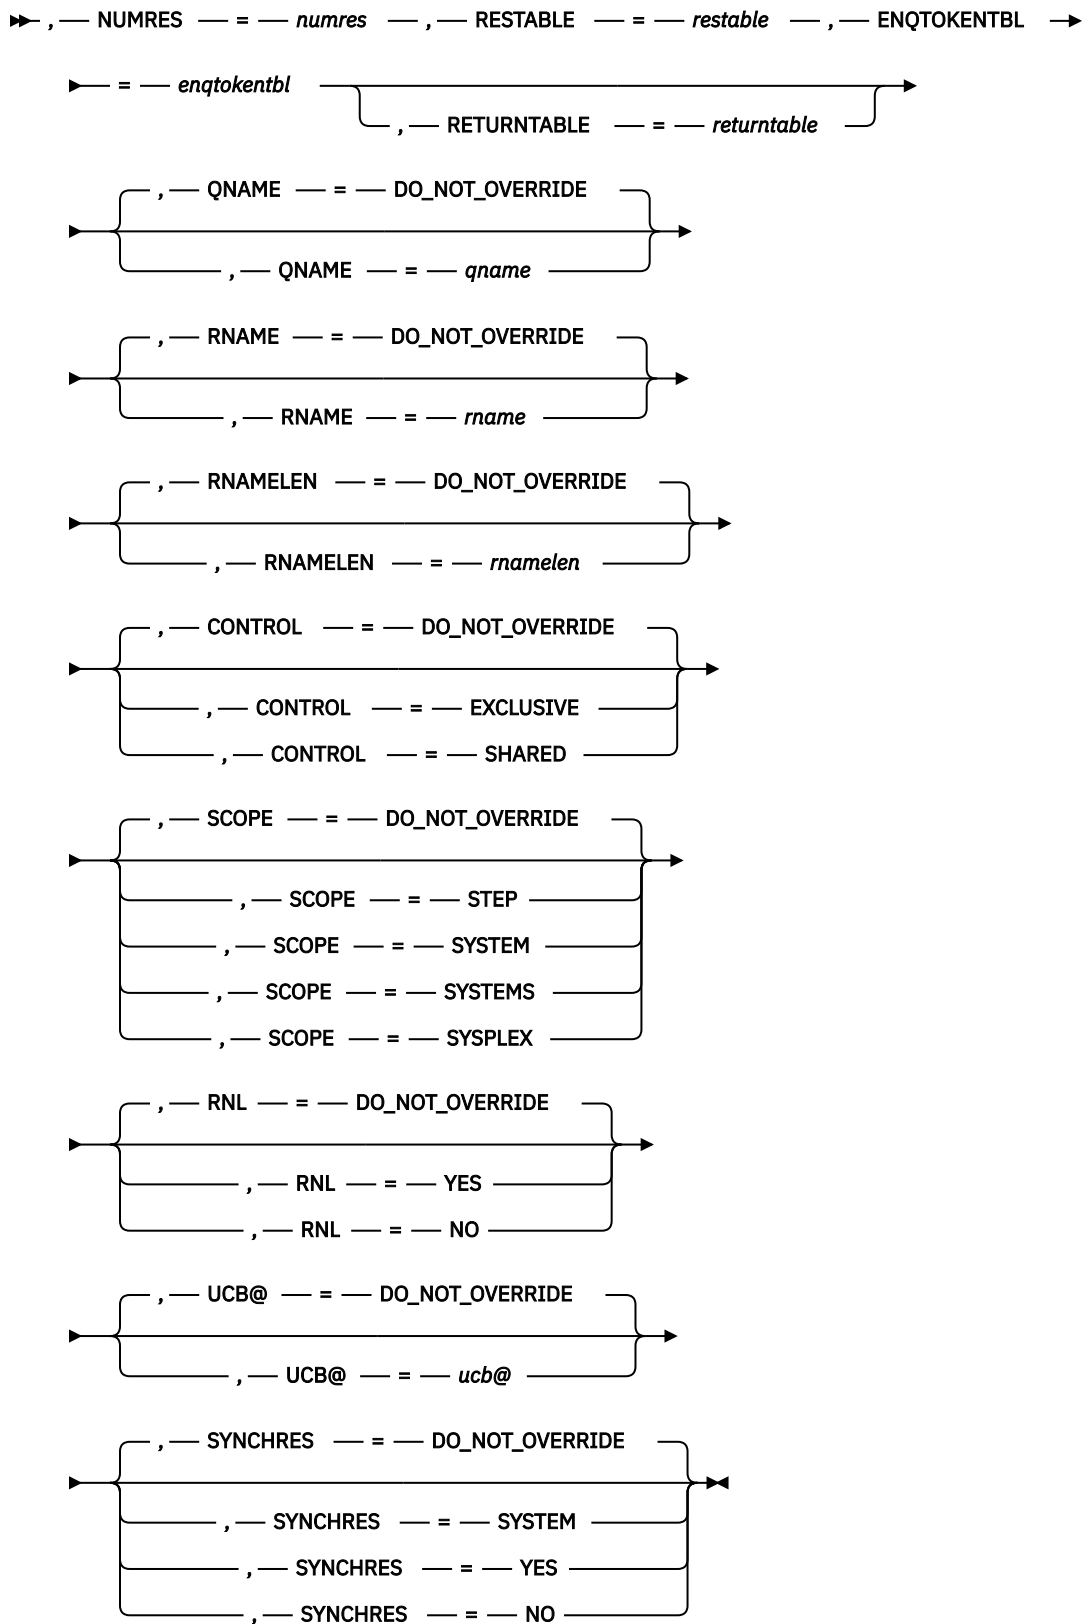 , NUMRES = numres , RESTABLE = restable , ENQTOKENTBL
= enqtokentbl
, RETURNTABLE = returntable
, QNAME = DO_NOT_OVERRIDE
, QNAME = qname
, RNAME = DO_NOT_OVERRIDE
, RNAME = rname
, RNAMELEN = DO_NOT_OVERRIDE
, RNAMELEN = rnamelen
, CONTROL = DO_NOT_OVERRIDE
, CONTROL = EXCLUSIVE
, CONTROL = SHARED
, SCOPE = DO_NOT_OVERRIDE
, SCOPE = STEP
, SCOPE = SYSTEM
, SCOPE = SYSTEMS
, SCOPE = SYSPLEX
, RNL = DO_NOT_OVERRIDE
, RNL = YES
, RNL = NO
, UCB@ = DO_NOT_OVERRIDE
, UCB@ = ucb@
, SYNCHRES = DO_NOT_OVERRIDE
, SYNCHRES = SYSTEM
, SYNCHRES = YES
, SYNCHRES = NO